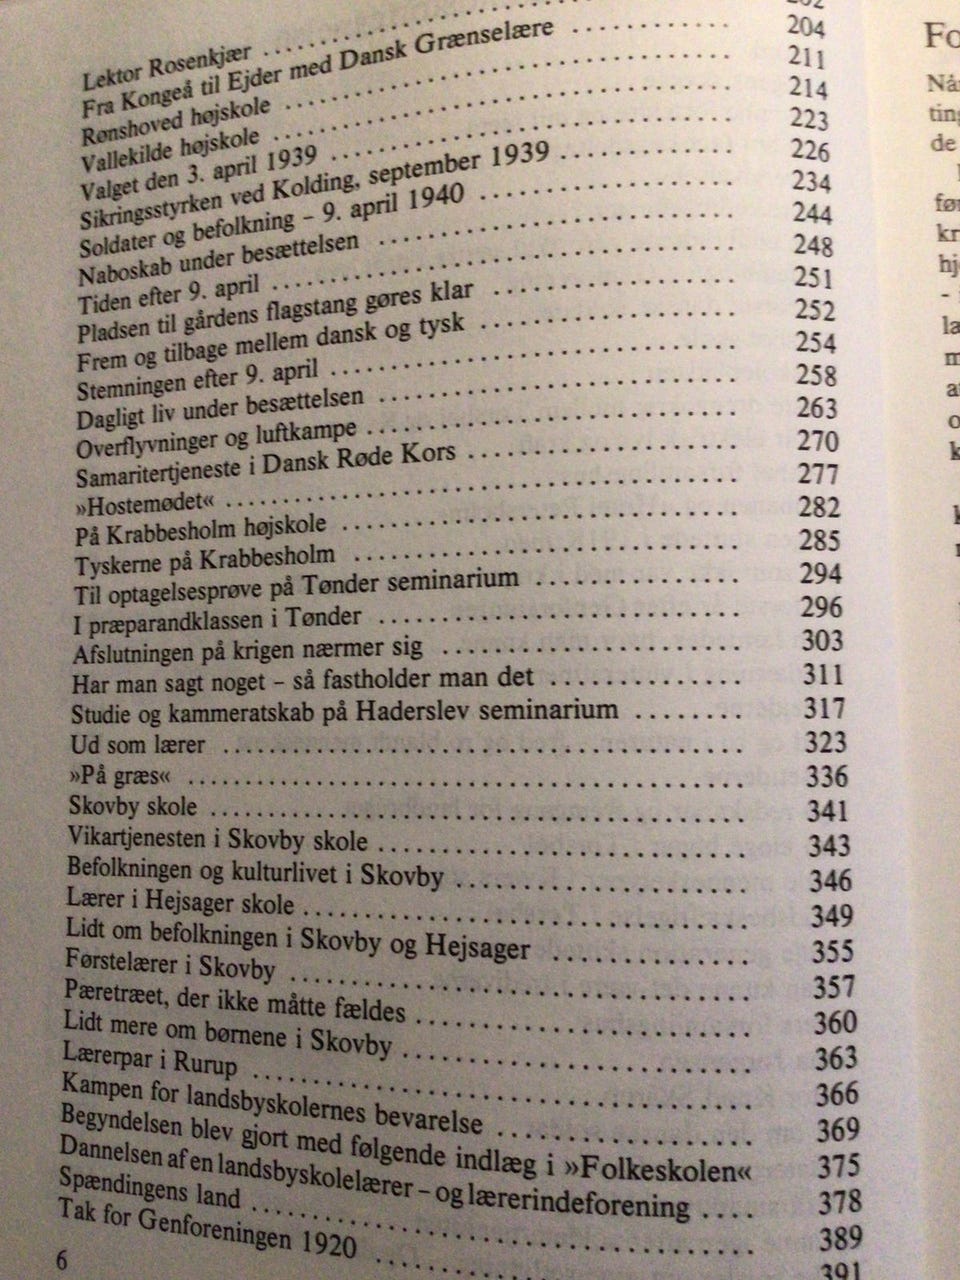 Lektor Rosenkjær ........ 202
Fra Kongeå til Ejder med Dansk Grænselære ........ 204
Rønshoved højskole ........ 211
Vallekilde højskole ........ 214
Valget den 3. april 1939 ........ 223
Sikringsstyrken ved Kolding, september 1939 ........ 226
Soldater og befolkning – 9. april 1940 ........ 234
Naboskab under besættelsen ........ 244
Tiden efter 9. april ........ 248
Pladsen til gårdens flagstang gøres klar ........ 251
Frem og tilbage mellem dansk og tysk ........ 252
Stemningen efter 9. april ........ 254
Dagligt liv under besættelsen ........ 258
Overflyvninger og luftkampe ........ 263
Samaritertjeneste i Dansk Røde Kors ........ 270
»Hostemødet« ........ 277
På Krabbesholm højskole ........ 282
Tyskerne på Krabbesholm ........ 285
Til optagelsesprøve på Tønder seminarium ........ 294
I præparandklassen i Tønder ........ 296
Afslutningen på krigen nærmer sig ........ 303
Har man sagt noget – så fastholder man det ........ 311
Studie og kammeratskab på Haderslev seminarium ........ 317
Ud som lærer ........ 323
»På græs« ........ 336
Skovby skole ........ 341
Vikartjenesten i Skovby skole ........ 343
Befolkningen og kulturlivet i Skovby ........ 346
Lærer i Hejsager skole ........ 349
Lidt om befolkningen i Skovby og Hejsager ........ 355
Førstelærer i Skovby ........ 357
Pæretræet, der ikke måtte fældes ........ 360
Lidt mere om børnene i Skovby ........ 363
Lærerpar i Rurup ........ 366
Kampen for landsbyskolernes bevarelse ........ 369
Begyndelsen blev gjort med følgende indlæg i »Folkeskolen« 375
Dannelsen af en landsbyskolelærer – og lærerindeforening .... 378
Spændingens land ........ 389
Tak for Genforeningen 1920 ........ 391
6